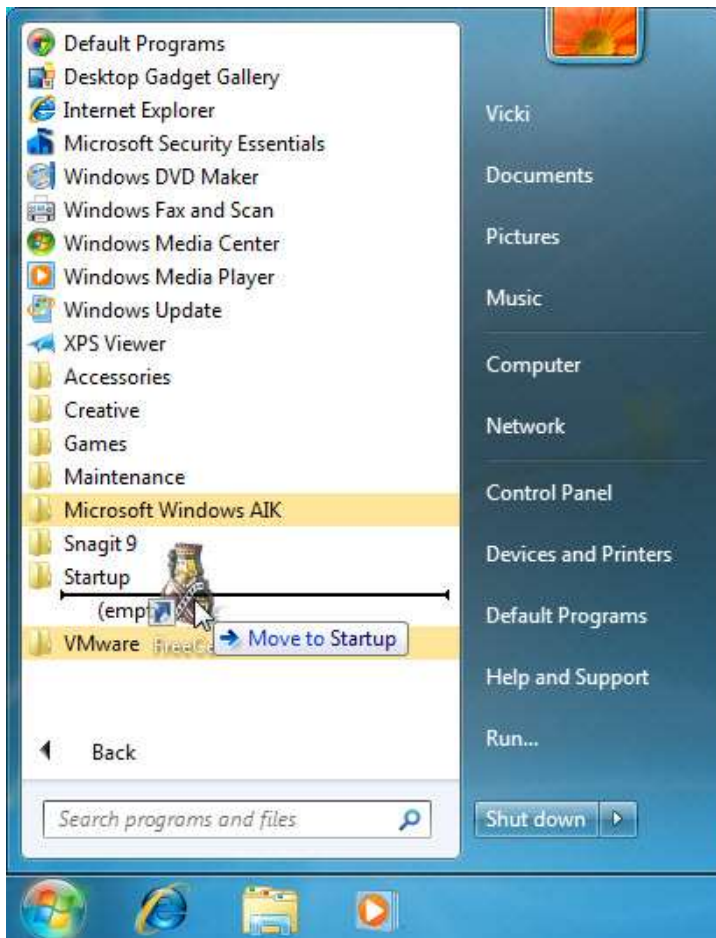 Default Programs
Desktop Gadget Gallery
Internet Explorer
Microsoft Security Essentials
Windows DVD Maker
Windows Fax and Scan
Windows Media Center
Windows Media Player
Windows Update
XPS Viewer
Accessories
Creative
Games
Maintenance
Microsoft Windows AIK
Snagit 9
Startup
(empt
Move to Startup
VMware
Back
Search programs and files
Vicki
Documents
Pictures
Music
Computer
Network
Control Panel
Devices and Printers
Default Programs
Help and Support
Run...
Shut down